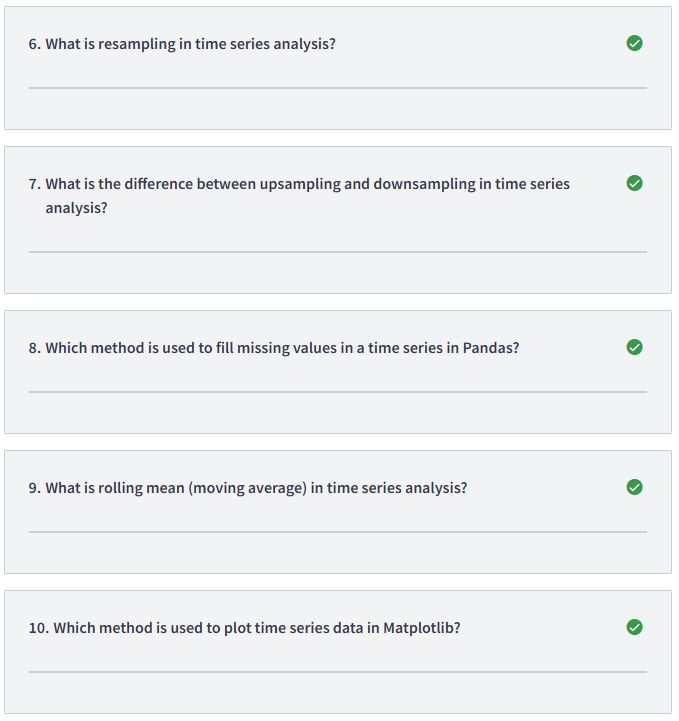 6. What is resampling in time series analysis?
7. What is the difference between upsampling and downsampling in time series
analysis?
8. Which method is used to fill missing values in a time series in Pandas?
9. What is rolling mean (moving average) in time series analysis?
10. Which method is used to plot time series data in Matplotlib?